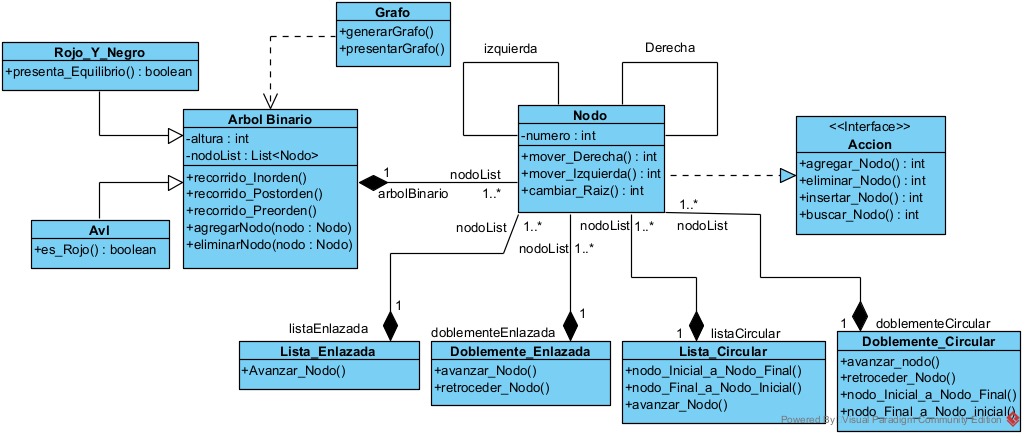 Grafo
+generarGrafo()
+presentarGrafo()
Rojo_Y_Negro
+presenta_Equilibrio() : boolean
izquierda
Derecha
Arbol Binario
-altura : int
-nodoList : List<Nodo>
+recorrido_Inorden()
+recorrido_Postorden()
+recorrido_Preorden()
+agregarNodo(nodo : Nodo)
+eliminarNodo(nodo : Nodo)
Nodo
-numero : int
+mover_Derecha() : int
+mover_Izquierda() : int
+cambiar_Raiz() : int
<<Interface>>
Accion
+agregar_Nodo() : int
+eliminar_Nodo() : int
+insertar_Nodo() : int
+buscar_Nodo() : int
1
arbolBinario
nodoList
1..*
Avl
+es_Rojo() : boolean
nodoList
1..*
nodoList
1..*
nodoList
1..*
1..*
nodoList
1
listaEnlazada
1
doblementeEnlazada
1
listaCircular
1
doblementeCircular
Lista_Enlazada
+Avanzar_Nodo()
Doblemente_Enlazada
+avanzar_Nodo()
+retroceder_Nodo()
Lista_Circular
+nodo_Inicial_a_Nodo_Final()
+nodo_Final_a_Nodo_Inicial()
+avanzar_Nodo()
Doblemente_Circular
+avanzar_nodo()
+retroceder_Nodo()
+nodo_Inicial_a_Nodo_Final()
+nodo_Final_a_Nodo_inicial()
Powered By Visual Paradigm Community Edition